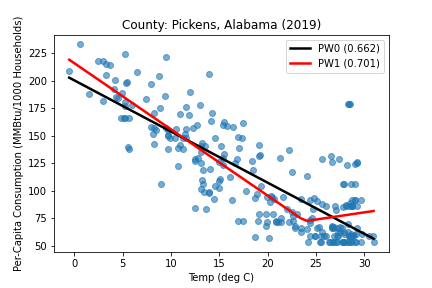 County: Pickens, Alabama (2019)
PW0 (0.662)
PW1 (0.701)
Per-Capita Consumption (MMBtu/1000 Households)
225
200
175
150
125
100
75
50
0 5 10 15 20 25 30
Temp (deg C)